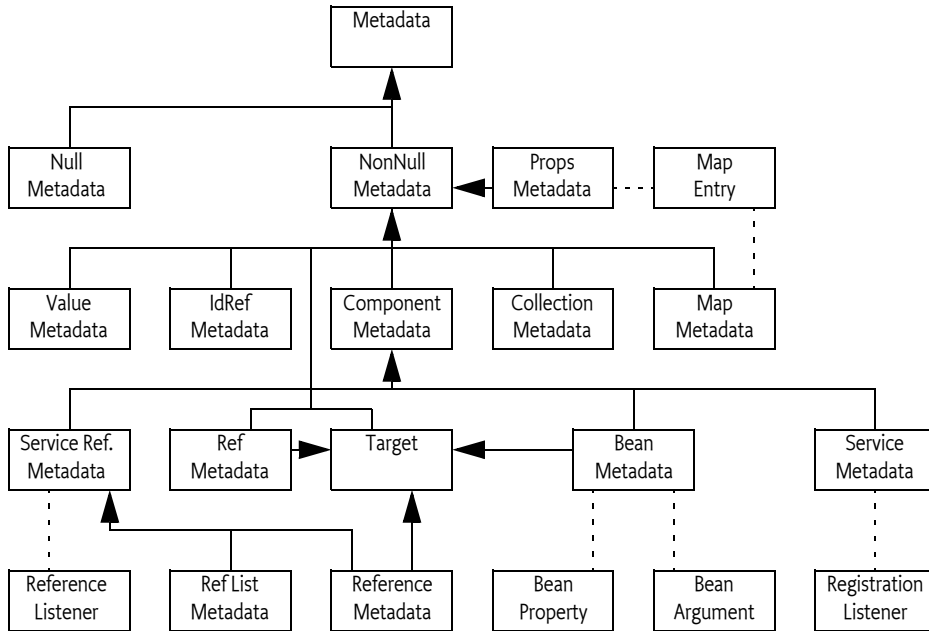 Metadata
Null
Metadata
NonNull
Metadata
Props
Metadata
Map
Entry
Value
Metadata
IdRef
Metadata
Component
Metadata
Collection
Metadata
Map
Metadata
Service Ref.
Metadata
Ref
Metadata
Target
Bean
Metadata
Service
Metadata
Reference
Listener
Ref List
Metadata
Reference
Metadata
Bean
Property
Bean
Argument
Registration
Listener